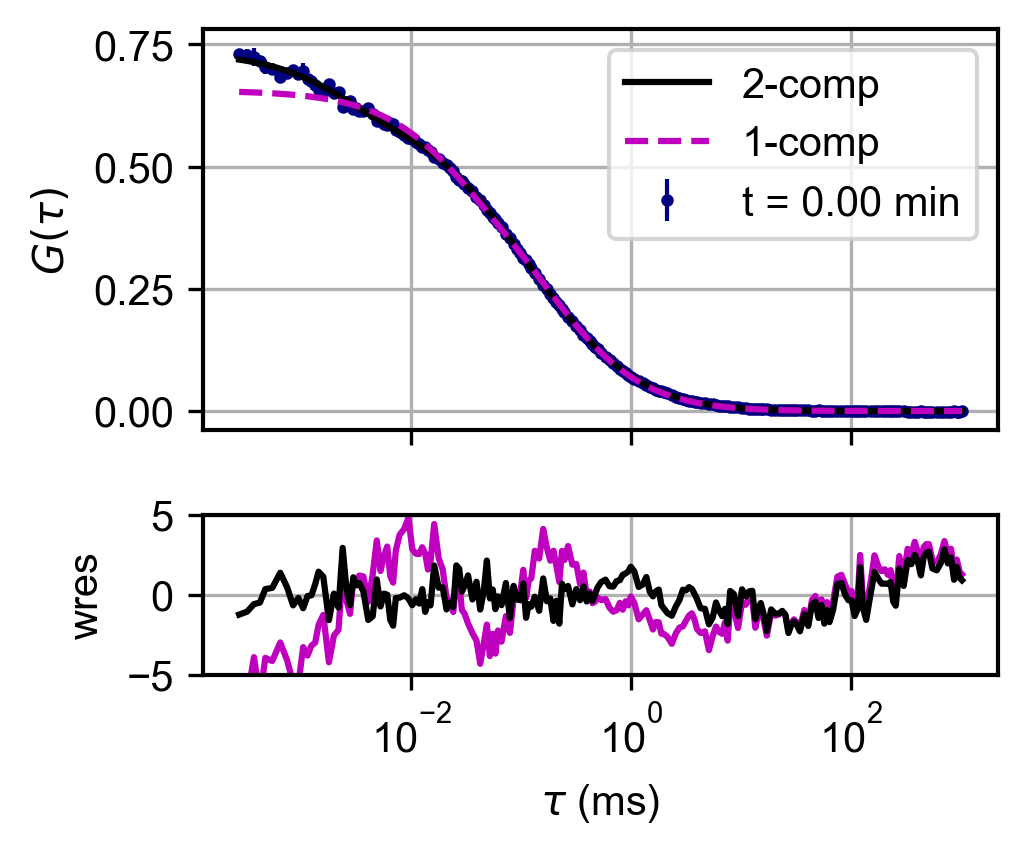 0.75
0.50
0.25
0.00
G(τ)
2-comp
1-comp
t = 0.00 min
5
0
−5
wres
10⁻²
10⁰
10²
τ (ms)